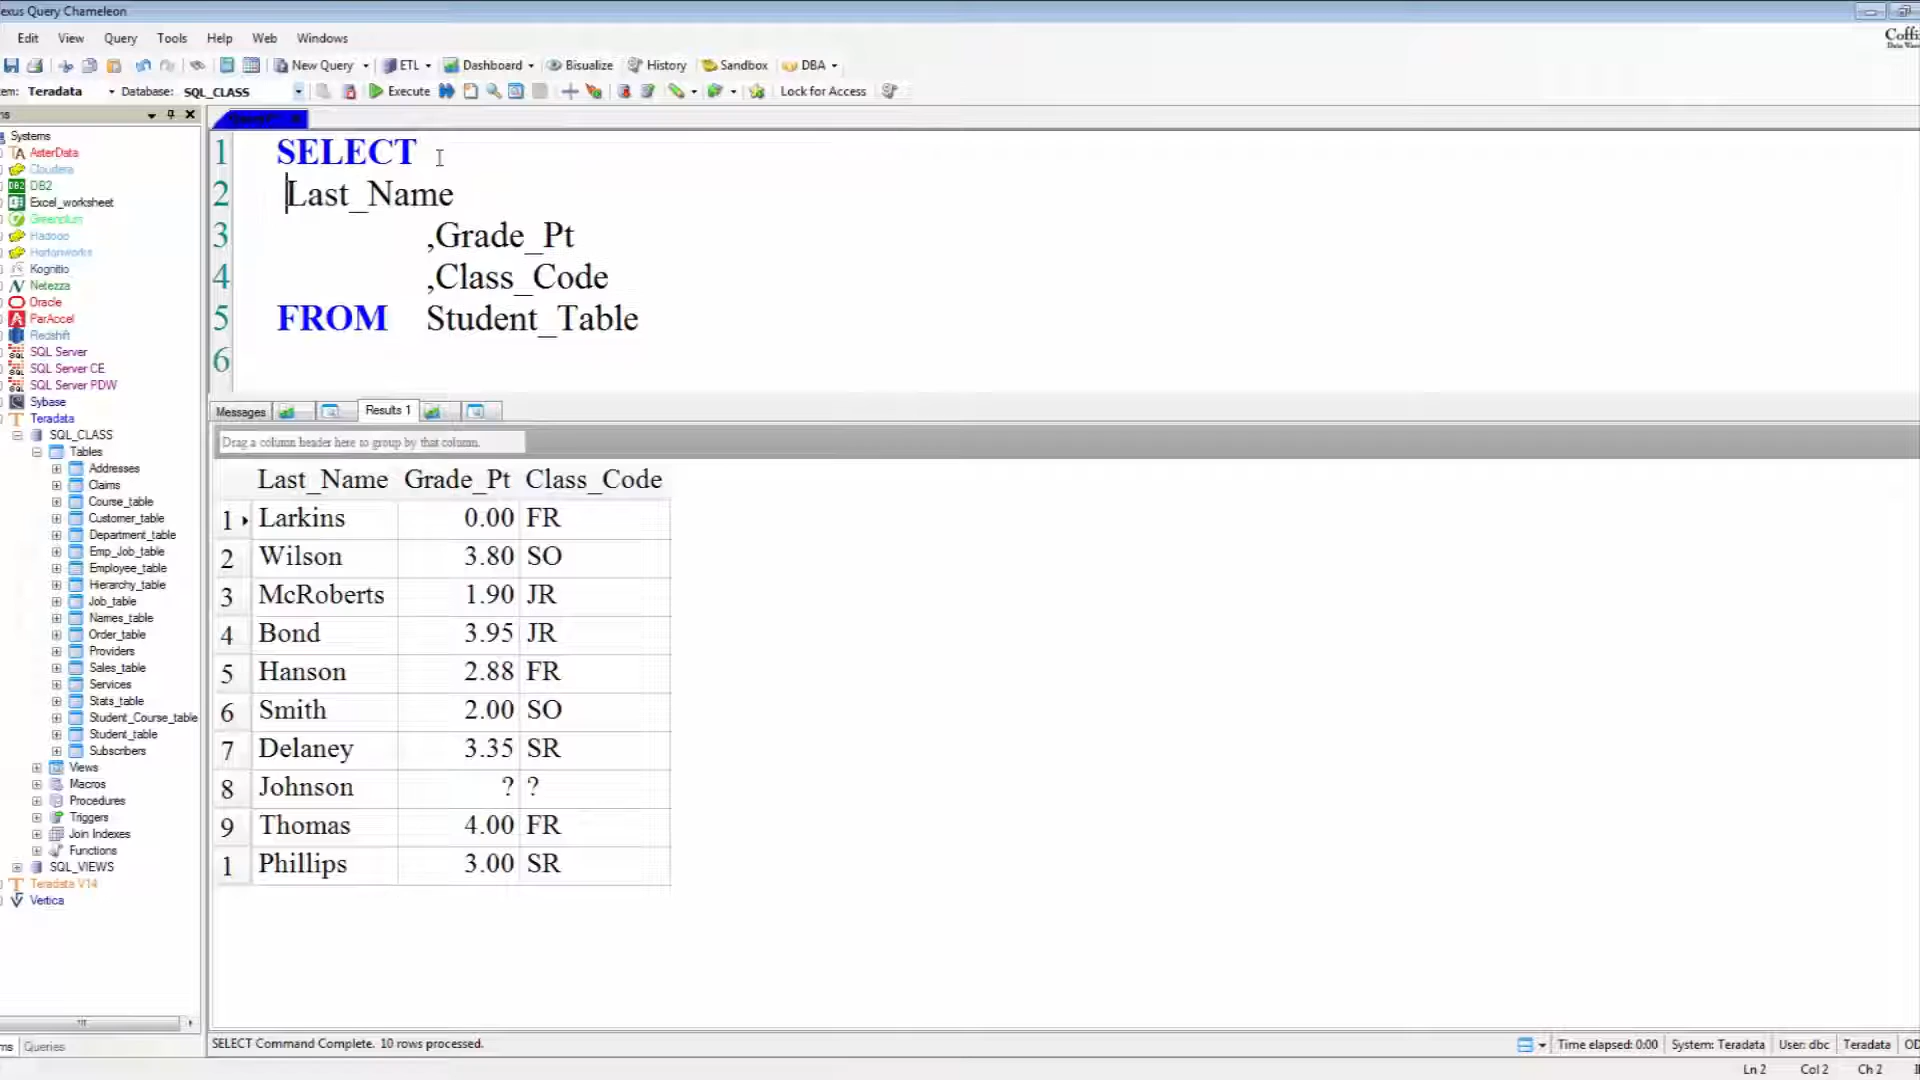 exus Query Chameleon
Edit View Query Tools Help Web Windows
Coffi
New Query ETL Dashboard Bisualize History Sandbox DBA
em: Teradata Database: SQL_CLASS Execute Lock for Access
ns
Systems
AsterData
Cloudera
DB2
Excel_worksheet
Greenplum
Hadoop
Hortonworks
Kognitio
Netezza
Oracle
ParAccel
Redshift
SQL Server
SQL Server CE
SQL Server PDW
Sybase
Teradata
SQL_CLASS
Tables
Addresses
Claims
Course_table
Customer_table
Department_table
Emp_Job_table
Employee_table
Hierarchy_table
Job_table
Names_table
Order_table
Providers
Sales_table
Services
Stats_table
Student_Course_table
Student_table
Subscribers
Views
Macros
Procedures
Triggers
Join Indexes
Functions
SQL_VIEWS
Teradata V14
Vertica
ms Queries
1 SELECT
2 Last_Name
3 ,Grade_Pt
4 ,Class_Code
5 FROM Student_Table
6
Messages Results 1
Drag a column header here to group by that column.
Last_Name Grade_Pt Class_Code
1 Larkins 0.00 FR
2 Wilson 3.80 SO
3 McRoberts 1.90 JR
4 Bond 3.95 JR
5 Hanson 2.88 FR
6 Smith 2.00 SO
7 Delaney 3.35 SR
8 Johnson ? ?
9 Thomas 4.00 FR
1 Phillips 3.00 SR
SELECT Command Complete. 10 rows processed.
Time elapsed: 0:00 System: Teradata User: dbc Teradata OD
Ln 2 Col 2 Ch 2